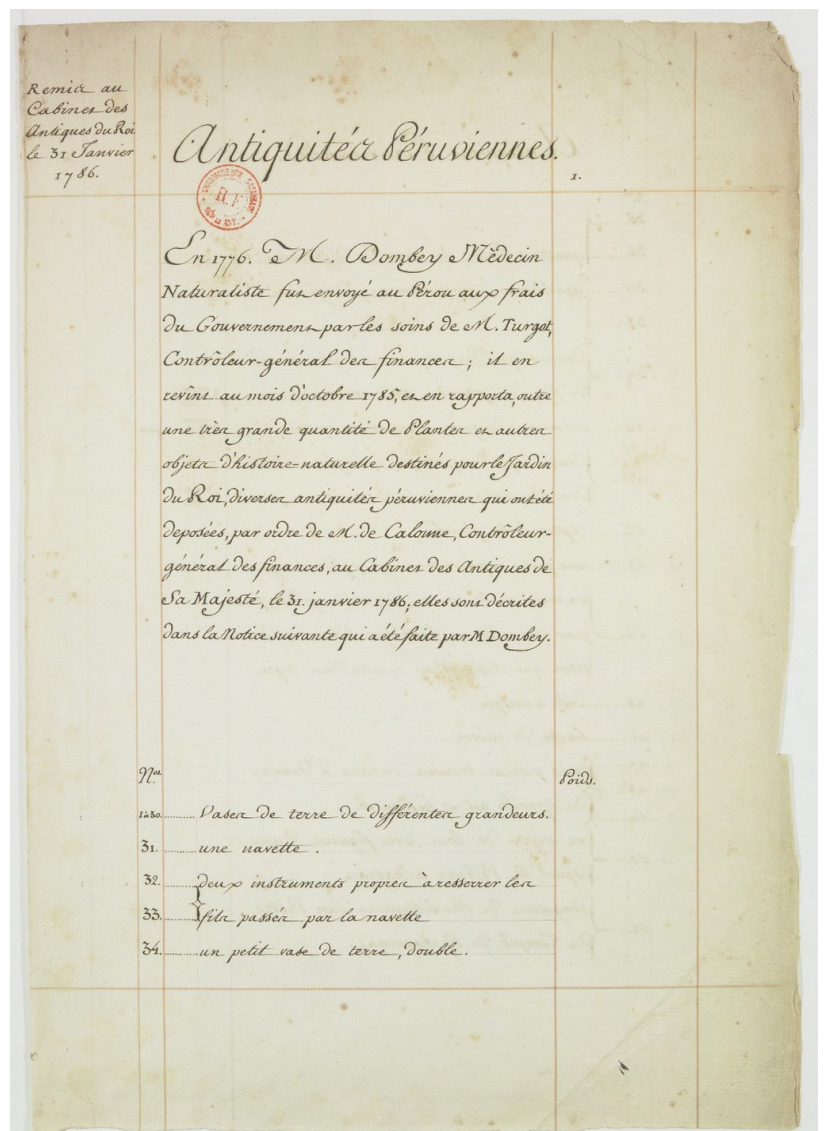 Remis au
Cabinet des
Antiques du Roi
le 31 Janvier
1786.
Antiquités Péruviennes.
1.
R.F
En 1776. M. Dombey Médecin
Naturaliste fut envoyé au Pérou aux frais
du Gouvernement par les soins de M. Turgot,
Contrôleur-général des finances ; il en
revint au mois d'octobre 1785, et en rapporta, outre
une très grande quantité de Plantes et autres
objets d'histoire=naturelle destinés pour le Jardin
du Roi, diverses antiquités péruviennes qui ont été
deposées, par ordre de M. de Calonne, Contrôleur-
général des finances, au Cabinet des Antiques de
Sa Majesté, le 31. janvier 1786; elles sont décrites
dans la Notice suivante qui a été faite par M Dombey.
Nos. Poids.
1 à 30. .......... Vases de terre de différentes grandeurs.
31. .......... une navette .
32. .......... deux instruments propres à resserrer les
33. .......... fils passés par la navette
34. .......... un petit vase de terre, double.